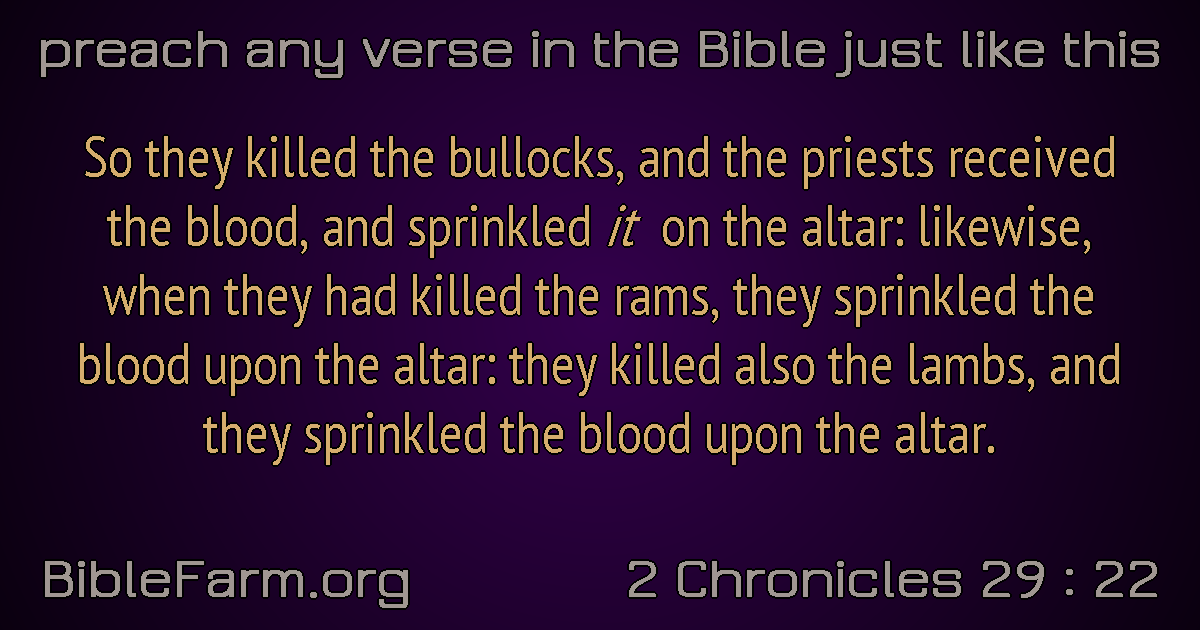 preach any verse in the Bible just like this
So they killed the bullocks, and the priests received
the blood, and sprinkled it on the altar: likewise,
when they had killed the rams, they sprinkled the
blood upon the altar: they killed also the lambs, and
they sprinkled the blood upon the altar.
BibleFarm.org
2 Chronicles 29 : 22